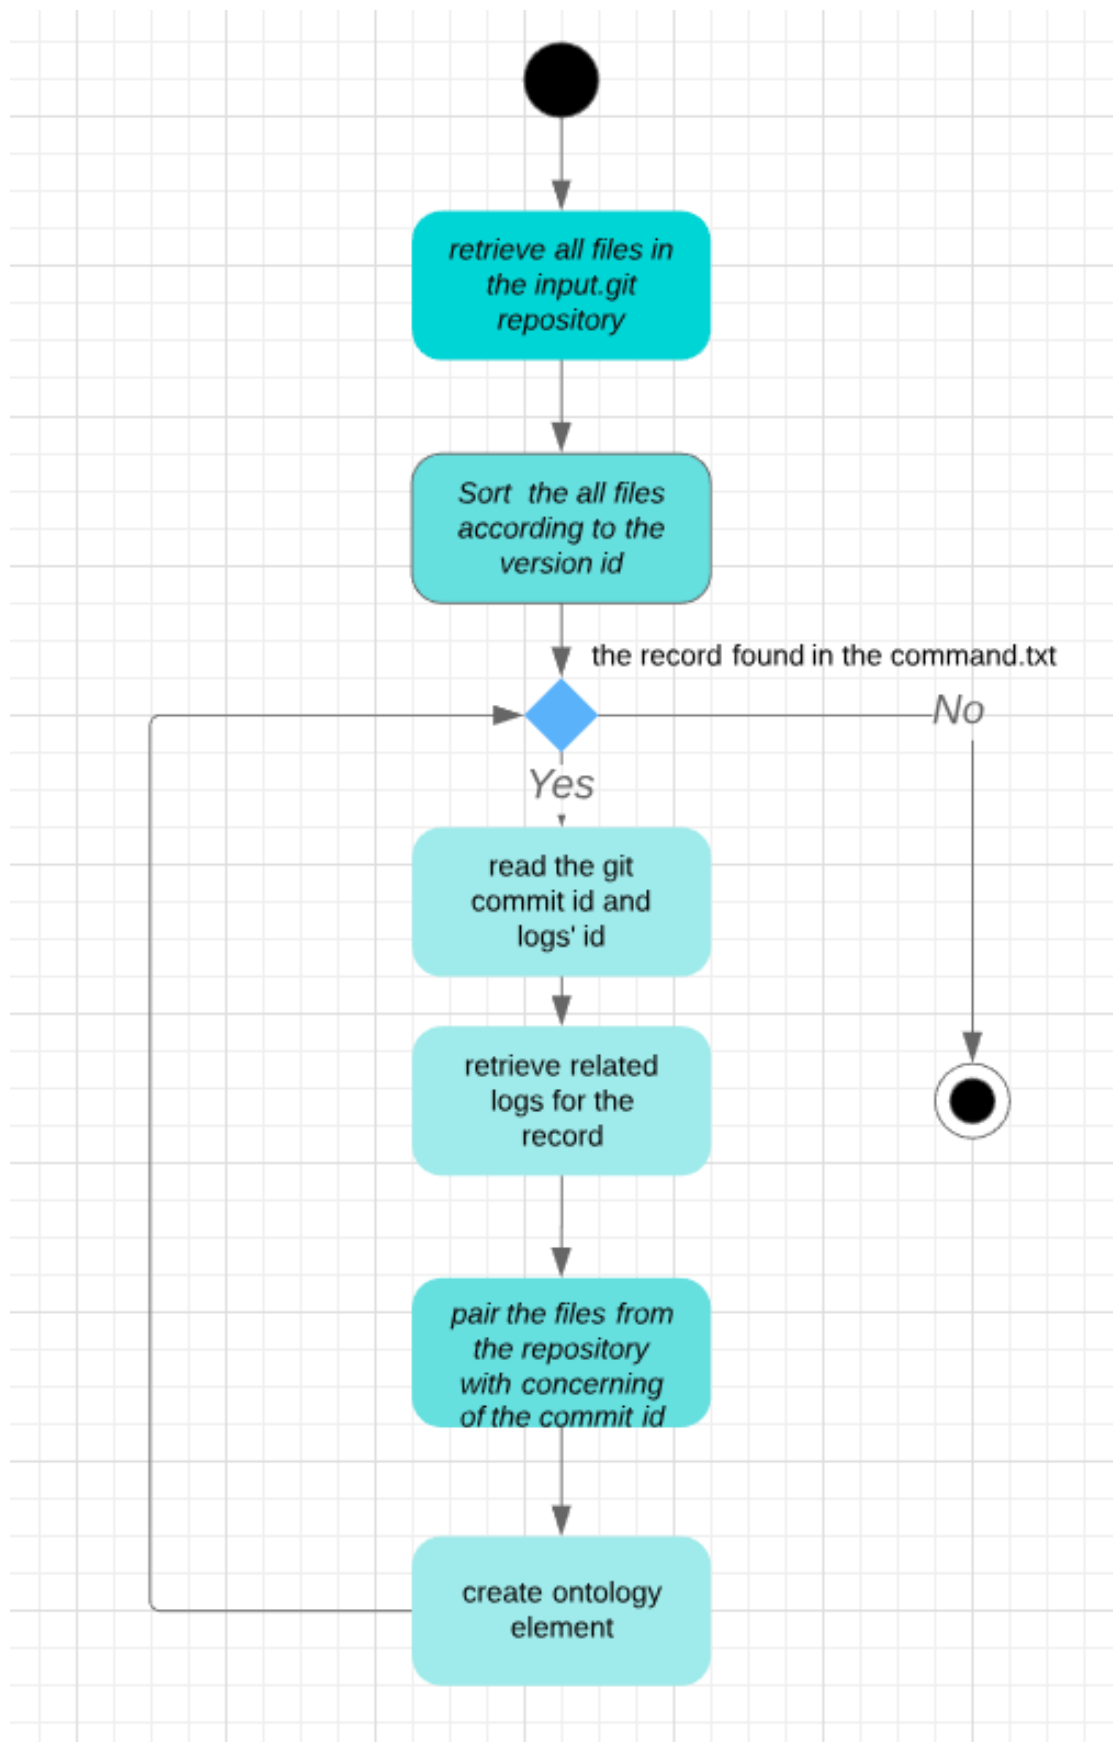 retrieve all files in
the input.git
repository
Sort  the all files
according to the
version id
the record found in the command.txt
No
Yes
read the git
commit id and
logs' id
retrieve related
logs for the
record
pair the files from
the repository
with concerning
of the commit id
create ontology
element